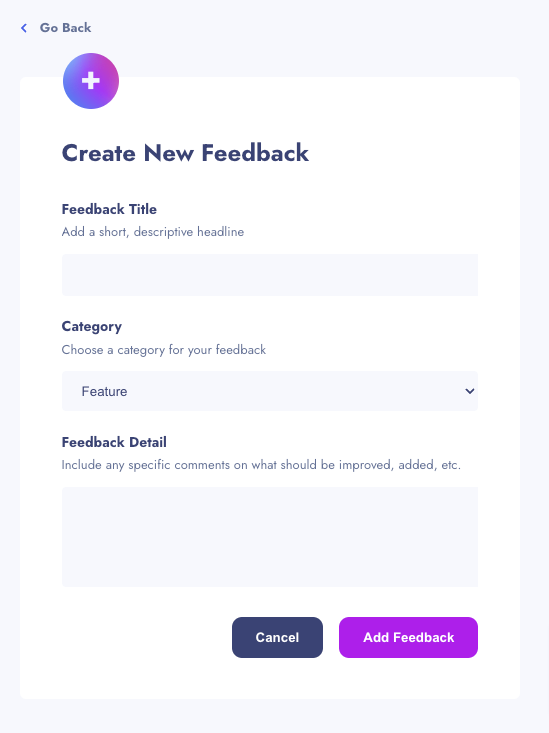 Go Back
Create New Feedback
Feedback Title
Add a short, descriptive headline
Category
Choose a category for your feedback
Feature
Feedback Detail
Include any specific comments on what should be improved, added, etc.
Cancel
Add Feedback